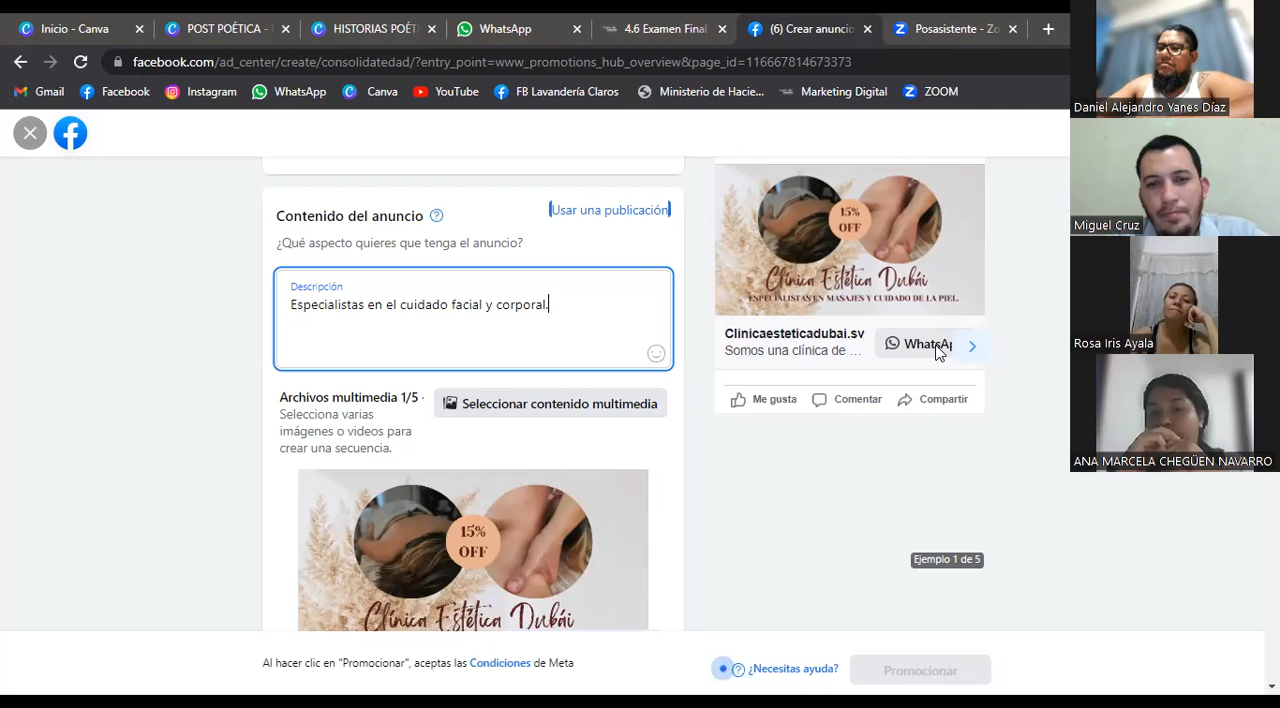 Inicio - Canva
POST POÉTICA -
HISTORIAS POÉT
WhatsApp
4.6 Examen Final
(6) Crear anuncio
Posasistente - Zo
facebook.com/ad_center/create/consolidatedad/?entry_point=www_promotions_hub_overview&page_id=116667814673373
Gmail
Facebook
Instagram
WhatsApp
Canva
YouTube
FB Lavandería Claros
Ministerio de Hacie...
Marketing Digital
ZOOM
Contenido del anuncio
Usar una publicación
¿Qué aspecto quieres que tenga el anuncio?
Descripción
Especialistas en el cuidado facial y corporal.
Archivos multimedia 1/5 ·
Selecciona varias
imágenes o videos para
crear una secuencia.
Seleccionar contenido multimedia
15%
OFF
Clínica Estética Dubái
15%
OFF
Clínica Estética Dubái
ESPECIALISTAS EN MASAJES Y CUIDADO DE LA PIEL.
Clinicaesteticadubai.sv
Somos una clínica de ...
WhatsAp
Me gusta
Comentar
Compartir
Ejemplo 1 de 5
Al hacer clic en "Promocionar", aceptas las Condiciones de Meta
¿Necesitas ayuda?
Promocionar
Daniel Alejandro Yanes Díaz
Miguel Cruz
Rosa Iris Ayala
ANA MARCELA CHEGÜEN NAVARRO